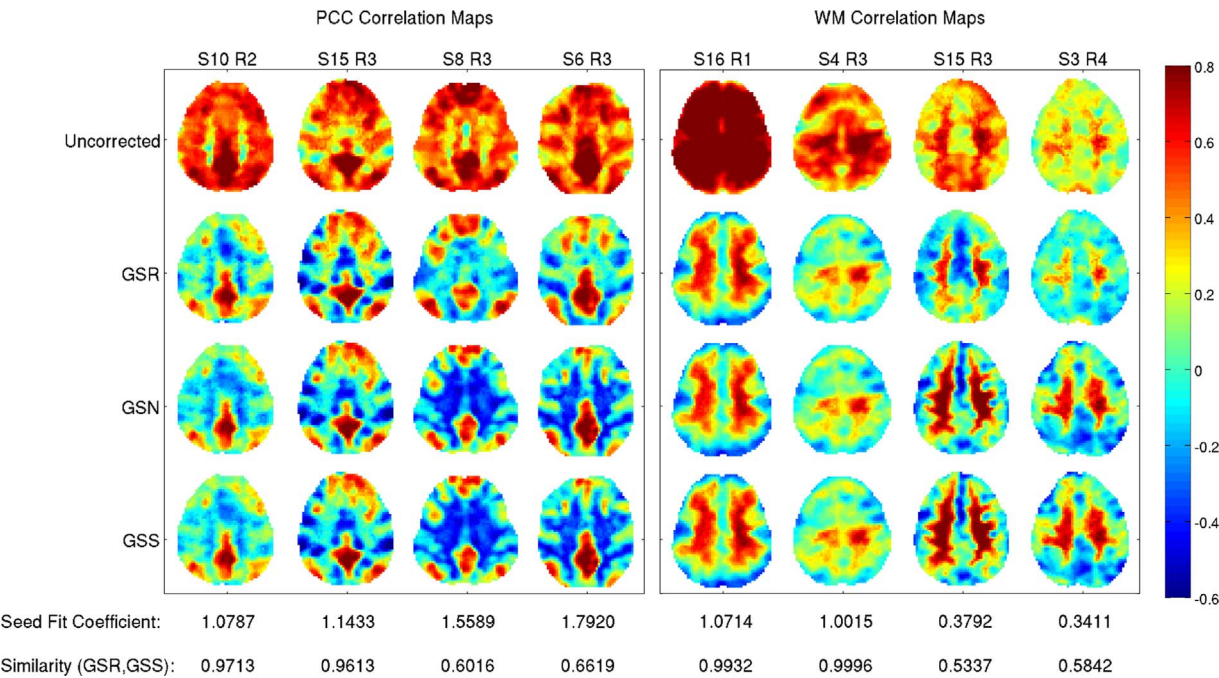 PCC Correlation Maps WM Correlation Maps
S10 R2 S15 R3 S8 R3 S6 R3 S16 R1 S4 R3 S15 R3 S3 R4
0.8
Uncorrected
0.6
0.4
GSR
0.2
0
GSN
-0.2
GSS
-0.4
-0.6
Seed Fit Coefficient: 1.0787 1.1433 1.5589 1.7920 1.0714 1.0015 0.3792 0.3411
Similarity (GSR,GSS): 0.9713 0.9613 0.6016 0.6619 0.9932 0.9996 0.5337 0.5842